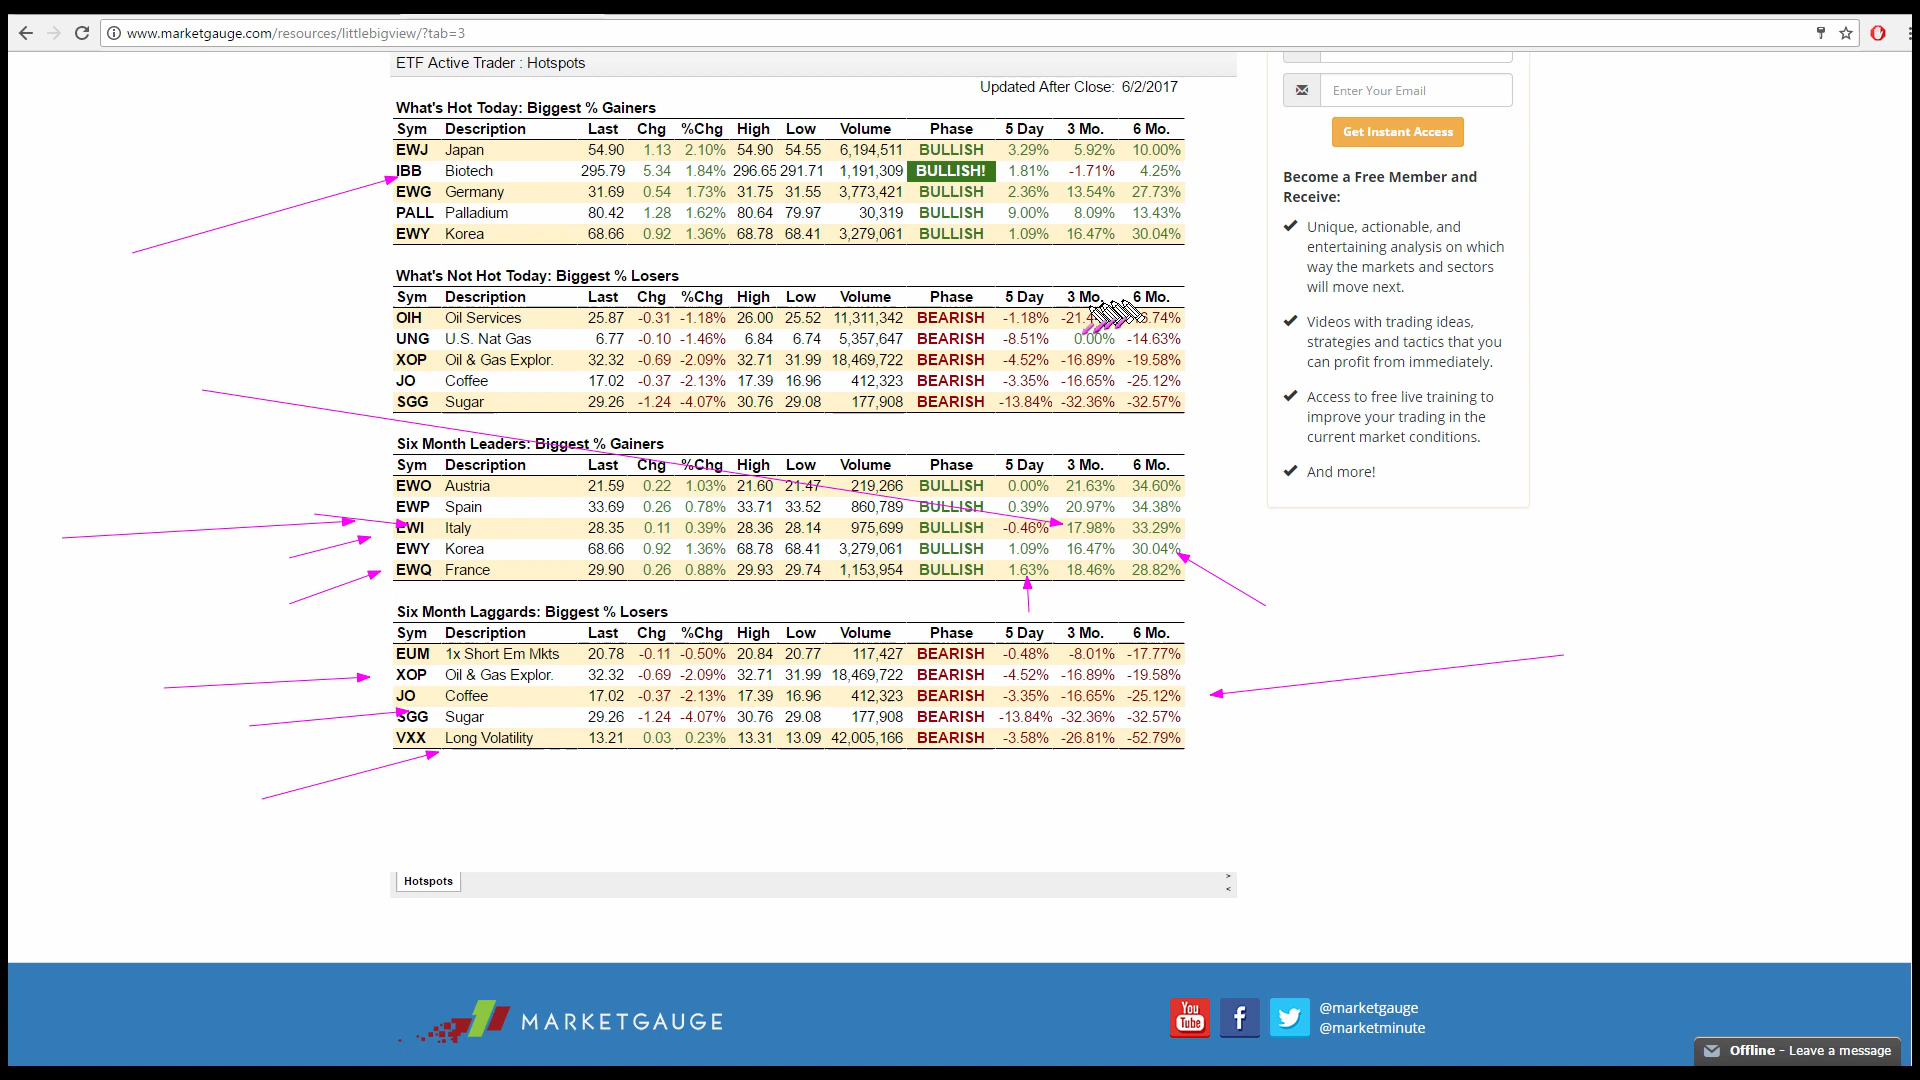 www.marketgauge.com/resources/littlebigview/?tab=3
ETF Active Trader : Hotspots
Updated After Close: 6/2/2017
What's Hot Today: Biggest % Gainers
Sym Description Last Chg %Chg High Low Volume Phase 5 Day 3 Mo. 6 Mo.
EWJ Japan 54.90 1.13 2.10% 54.90 54.55 6,194,511 BULLISH 3.29% 5.92% 10.00%
IBB Biotech 295.79 5.34 1.84% 296.65 291.71 1,191,309 BULLISH! 1.81% -1.71% 4.25%
EWG Germany 31.69 0.54 1.73% 31.75 31.55 3,773,421 BULLISH 2.36% 13.54% 27.73%
PALL Palladium 80.42 1.28 1.62% 80.64 79.97 30,319 BULLISH 9.00% 8.09% 13.43%
EWY Korea 68.66 0.92 1.36% 68.78 68.41 3,279,061 BULLISH 1.09% 16.47% 30.04%
What's Not Hot Today: Biggest % Losers
Sym Description Last Chg %Chg High Low Volume Phase 5 Day 3 Mo. 6 Mo.
OIH Oil Services 25.87 -0.31 -1.18% 26.00 25.52 11,311,342 BEARISH -1.18%
UNG U.S. Nat Gas 6.77 -0.10 -1.46% 6.84 6.74 5,357,647 BEARISH -8.51% 0.00% -14.63%
XOP Oil & Gas Explor. 32.32 -0.69 -2.09% 32.71 31.99 18,469,722 BEARISH -4.52% -16.89% -19.58%
JO Coffee 17.02 -0.37 -2.13% 17.39 16.96 412,323 BEARISH -3.35% -16.65% -25.12%
SGG Sugar 29.26 -1.24 -4.07% 30.76 29.08 177,908 BEARISH -13.84% -32.36% -32.57%
Six Month Leaders: Biggest % Gainers
Sym Description Last Chg %Chg High Low Volume Phase 5 Day 3 Mo. 6 Mo.
EWO Austria 21.59 0.22 1.03% 21.60 21.47 219,266 BULLISH 0.00% 21.63% 34.60%
EWP Spain 33.69 0.26 0.78% 33.71 33.52 860,789 BULLISH 0.39% 20.97% 34.38%
EWI Italy 28.35 0.11 0.39% 28.36 28.14 975,699 BULLISH -0.46% 17.98% 33.29%
EWY Korea 68.66 0.92 1.36% 68.78 68.41 3,279,061 BULLISH 1.09% 16.47% 30.04%
EWQ France 29.90 0.26 0.88% 29.93 29.74 1,153,954 BULLISH 1.63% 18.46% 28.82%
Six Month Laggards: Biggest % Losers
Sym Description Last Chg %Chg High Low Volume Phase 5 Day 3 Mo. 6 Mo.
EUM 1x Short Em Mkts 20.78 -0.11 -0.50% 20.84 20.77 117,427 BEARISH -0.48% -8.01% -17.77%
XOP Oil & Gas Explor. 32.32 -0.69 -2.09% 32.71 31.99 18,469,722 BEARISH -4.52% -16.89% -19.58%
JO Coffee 17.02 -0.37 -2.13% 17.39 16.96 412,323 BEARISH -3.35% -16.65% -25.12%
SGG Sugar 29.26 -1.24 -4.07% 30.76 29.08 177,908 BEARISH -13.84% -32.36% -32.57%
VXX Long Volatility 13.21 0.03 0.23% 13.31 13.09 42,005,166 BEARISH -3.58% -26.81% -52.79%
Hotspots
Enter Your Email
Get Instant Access
Become a Free Member and
Receive:
Unique, actionable, and
entertaining analysis on which
way the markets and sectors
will move next.
Videos with trading ideas,
strategies and tactics that you
can profit from immediately.
Access to free live training to
improve your trading in the
current market conditions.
And more!
MARKETGAUGE
You
Tube
@marketgauge
@marketminute
Offline - Leave a message